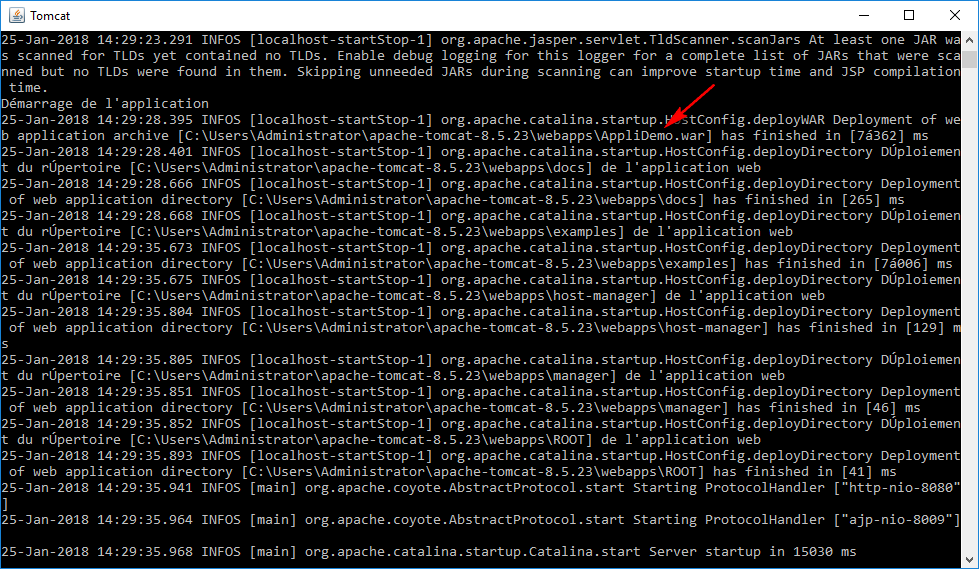 Tomcat
25-Jan-2018 14:29:23.291 INFOS [localhost-startStop-1] org.apache.jasper.servlet.TldScanner.scanJars At least one JAR wa
s scanned for TLDs yet contained no TLDs. Enable debug logging for this logger for a complete list of JARs that were sca
nned but no TLDs were found in them. Skipping unneeded JARs during scanning can improve startup time and JSP compilation
 time.
Démarrage de l'application
25-Jan-2018 14:29:28.395 INFOS [localhost-startStop-1] org.apache.catalina.startup.HostConfig.deployWAR Deployment of we
b application archive [C:\Users\Administrator\apache-tomcat-8.5.23\webapps\AppliDemo.war] has finished in [7á362] ms
25-Jan-2018 14:29:28.401 INFOS [localhost-startStop-1] org.apache.catalina.startup.HostConfig.deployDirectory DÚploiemen
t du rÚpertoire [C:\Users\Administrator\apache-tomcat-8.5.23\webapps\docs] de l'application web
25-Jan-2018 14:29:28.666 INFOS [localhost-startStop-1] org.apache.catalina.startup.HostConfig.deployDirectory Deployment
 of web application directory [C:\Users\Administrator\apache-tomcat-8.5.23\webapps\docs] has finished in [265] ms
25-Jan-2018 14:29:28.668 INFOS [localhost-startStop-1] org.apache.catalina.startup.HostConfig.deployDirectory DÚploiemen
t du rÚpertoire [C:\Users\Administrator\apache-tomcat-8.5.23\webapps\examples] de l'application web
25-Jan-2018 14:29:35.673 INFOS [localhost-startStop-1] org.apache.catalina.startup.HostConfig.deployDirectory Deployment
 of web application directory [C:\Users\Administrator\apache-tomcat-8.5.23\webapps\examples] has finished in [7á006] ms
25-Jan-2018 14:29:35.675 INFOS [localhost-startStop-1] org.apache.catalina.startup.HostConfig.deployDirectory DÚploiemen
t du rÚpertoire [C:\Users\Administrator\apache-tomcat-8.5.23\webapps\host-manager] de l'application web
25-Jan-2018 14:29:35.804 INFOS [localhost-startStop-1] org.apache.catalina.startup.HostConfig.deployDirectory Deployment
 of web application directory [C:\Users\Administrator\apache-tomcat-8.5.23\webapps\host-manager] has finished in [129] m
s
25-Jan-2018 14:29:35.805 INFOS [localhost-startStop-1] org.apache.catalina.startup.HostConfig.deployDirectory DÚploiemen
t du rÚpertoire [C:\Users\Administrator\apache-tomcat-8.5.23\webapps\manager] de l'application web
25-Jan-2018 14:29:35.851 INFOS [localhost-startStop-1] org.apache.catalina.startup.HostConfig.deployDirectory Deployment
 of web application directory [C:\Users\Administrator\apache-tomcat-8.5.23\webapps\manager] has finished in [46] ms
25-Jan-2018 14:29:35.852 INFOS [localhost-startStop-1] org.apache.catalina.startup.HostConfig.deployDirectory DÚploiemen
t du rÚpertoire [C:\Users\Administrator\apache-tomcat-8.5.23\webapps\ROOT] de l'application web
25-Jan-2018 14:29:35.893 INFOS [localhost-startStop-1] org.apache.catalina.startup.HostConfig.deployDirectory Deployment
 of web application directory [C:\Users\Administrator\apache-tomcat-8.5.23\webapps\ROOT] has finished in [41] ms
25-Jan-2018 14:29:35.941 INFOS [main] org.apache.coyote.AbstractProtocol.start Starting ProtocolHandler ["http-nio-8080"
]
25-Jan-2018 14:29:35.964 INFOS [main] org.apache.coyote.AbstractProtocol.start Starting ProtocolHandler ["ajp-nio-8009"]
25-Jan-2018 14:29:35.968 INFOS [main] org.apache.catalina.startup.Catalina.start Server startup in 15030 ms